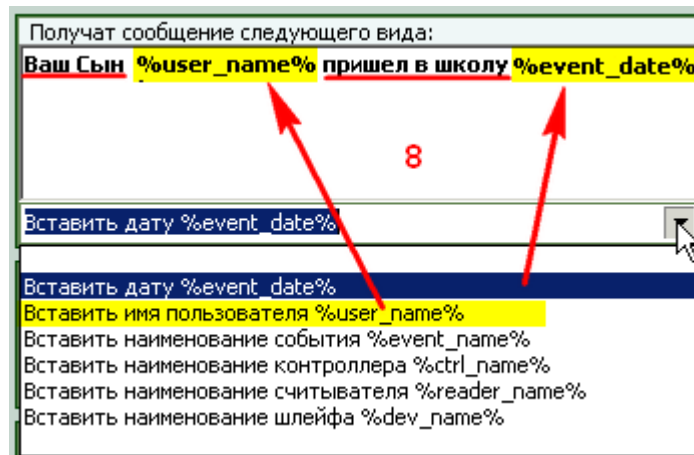 Получат сообщение следующего вида:
Ваш Сын %user_name% пришел в школу %event_date%
8
Вставить дату %event_date%
Вставить дату %event_date%
Вставить имя пользователя %user_name%
Вставить наименование события %event_name%
Вставить наименование контроллера %ctrl_name%
Вставить наименование считывателя %reader_name%
Вставить наименование шлейфа %dev_name%